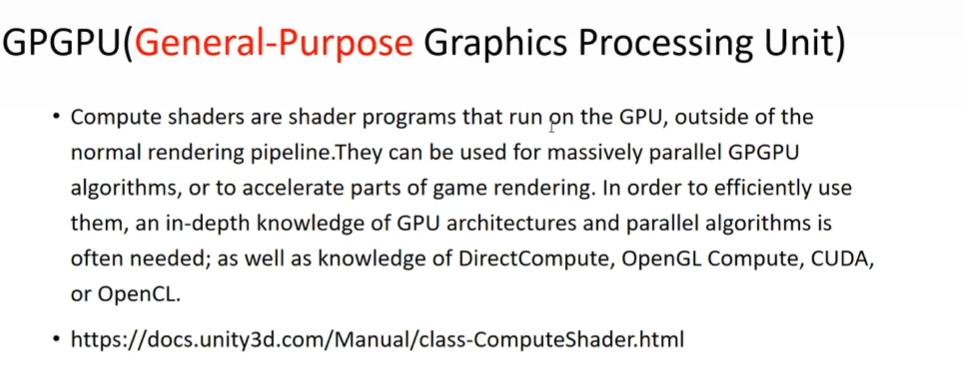 GPGPU(General-Purpose Graphics Processing Unit)
• Compute shaders are shader programs that run on the GPU, outside of the
normal rendering pipeline.They can be used for massively parallel GPGPU
algorithms, or to accelerate parts of game rendering. In order to efficiently use
them, an in-depth knowledge of GPU architectures and parallel algorithms is
often needed; as well as knowledge of DirectCompute, OpenGL Compute, CUDA,
or OpenCL.
• https://docs.unity3d.com/Manual/class-ComputeShader.html